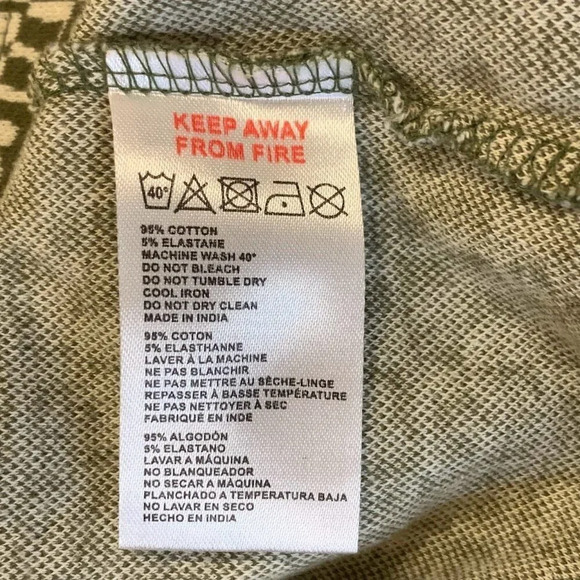 KEEP AWAY
FROM FIRE
40°
95% COTTON
5% ELASTANE
MACHINE WASH 40°
DO NOT BLEACH
DO NOT TUMBLE DRY
COOL IRON
DO NOT DRY CLEAN
MADE IN INDIA
95% COTON
5% ELASTHANNE
LAVER À LA MACHINE
NE PAS BLANCHIR
NE PAS METTRE AU SÈCHE-LINGE
REPASSER À BASSE TEMPÉRATURE
NE PAS NETTOYER À SEC
FABRIQUÉ EN INDE
95% ALGODÓN
5% ELASTANO
LAVAR A MÁQUINA
NO BLANQUEADOR
NO SECAR A MÁQUINA
PLANCHADO A TEMPERATURA BAJA
NO LAVAR EN SECO
HECHO EN INDIA